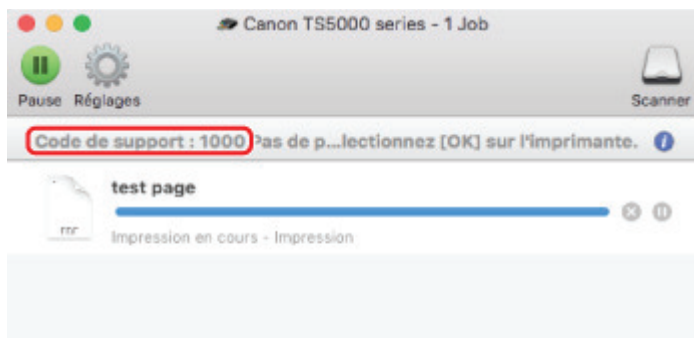 Canon TS5000 series - 1 Job
Pause Réglages Scanner
Code de support : 1000 Pas de p...lectionnez [OK] sur l'imprimante.
test page
Impression en cours - Impression